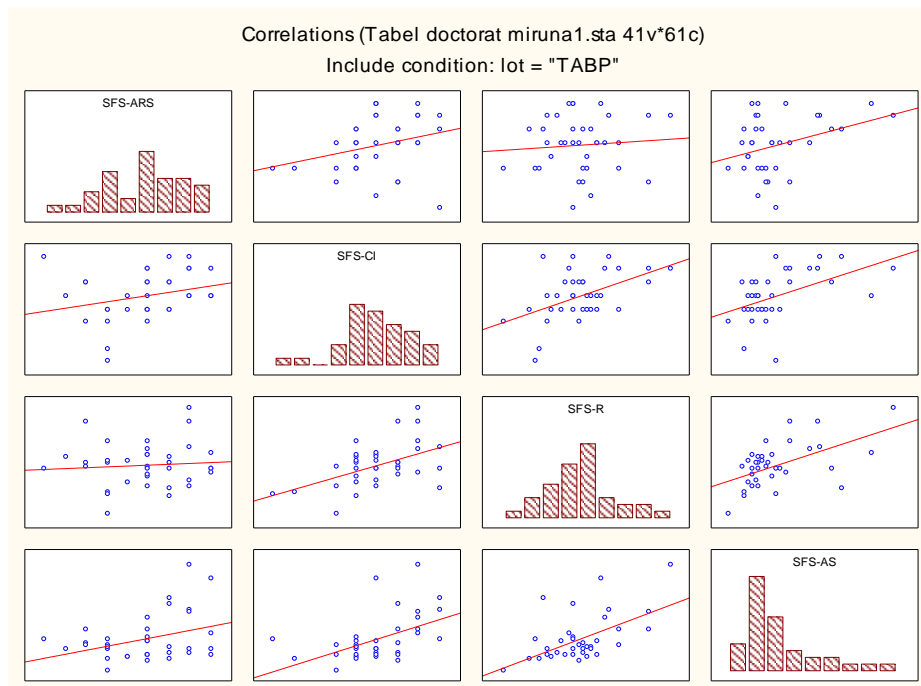 Correlations (Tabel doctorat miruna1.sta 41v*61c)
Include condition: lot = "TABP"
SFS-ARS
SFS-CI
SFS-R
SFS-AS